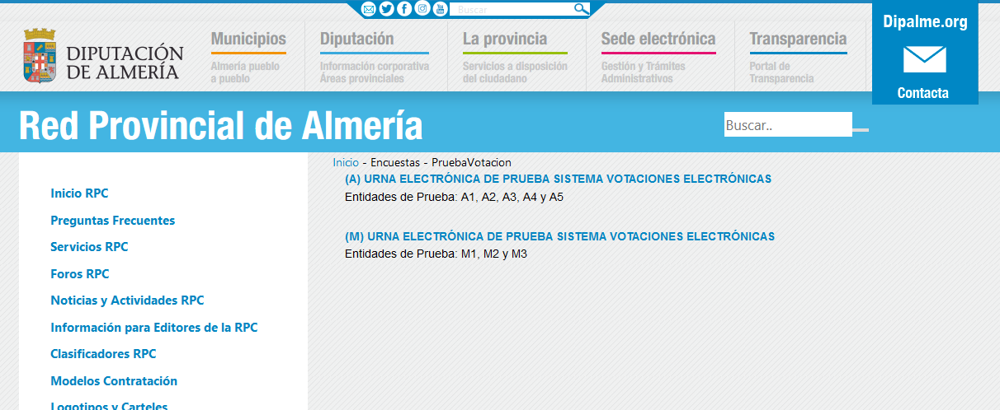 Buscar
DIPUTACIÓN
DE ALMERÍA
Municipios
Almería pueblo
a pueblo
Diputación
Información corporativa
Áreas provinciales
La provincia
Servicios a disposición
del ciudadano
Sede electrónica
Gestión y Trámites
Administrativos
Transparencia
Portal de
Transparencia
Dipalme.org
Contacta
Red Provincial de Almería
Buscar..
Inicio - Encuestas - PruebaVotacion
(A) URNA ELECTRÓNICA DE PRUEBA SISTEMA VOTACIONES ELECTRÓNICAS
Entidades de Prueba: A1, A2, A3, A4 y A5
(M) URNA ELECTRÓNICA DE PRUEBA SISTEMA VOTACIONES ELECTRÓNICAS
Entidades de Prueba: M1, M2 y M3
Inicio RPC
Preguntas Frecuentes
Servicios RPC
Foros RPC
Noticias y Actividades RPC
Información para Editores de la RPC
Clasificadores RPC
Modelos Contratación
Logotipos y Carteles